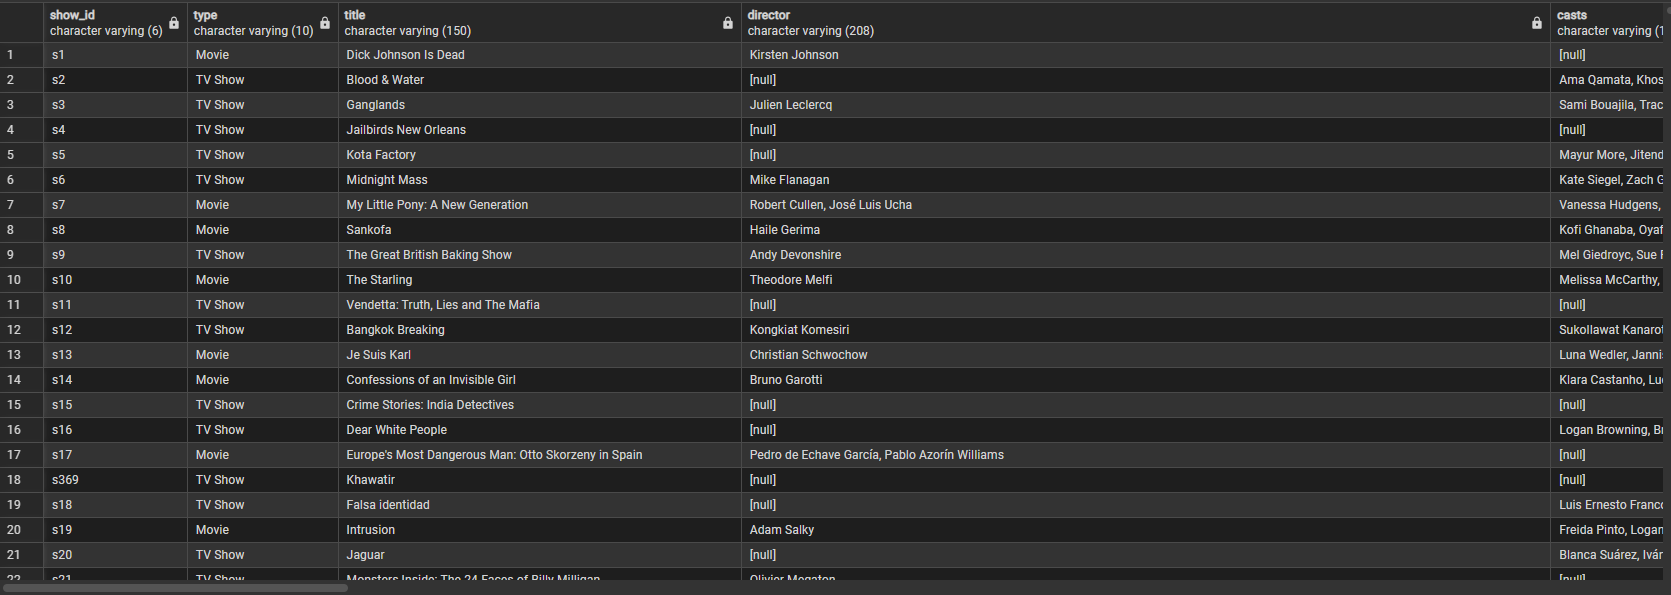 show_id type title director casts
character varying (6) character varying (10) character varying (150) character varying (208) character varying (1
1 s1 Movie Dick Johnson Is Dead Kirsten Johnson [null]
2 s2 TV Show Blood & Water [null] Ama Qamata, Khos
3 s3 TV Show Ganglands Julien Leclercq Sami Bouajila, Trac
4 s4 TV Show Jailbirds New Orleans [null] [null]
5 s5 TV Show Kota Factory [null] Mayur More, Jitend
6 s6 TV Show Midnight Mass Mike Flanagan Kate Siegel, Zach G
7 s7 Movie My Little Pony: A New Generation Robert Cullen, José Luis Ucha Vanessa Hudgens,
8 s8 Movie Sankofa Haile Gerima Kofi Ghanaba, Oyaf
9 s9 TV Show The Great British Baking Show Andy Devonshire Mel Giedroyc, Sue
10 s10 Movie The Starling Theodore Melfi Melissa McCarthy,
11 s11 TV Show Vendetta: Truth, Lies and The Mafia [null] [null]
12 s12 TV Show Bangkok Breaking Kongkiat Komesiri Sukollawat Kanarot
13 s13 Movie Je Suis Karl Christian Schwochow Luna Wedler, Janni
14 s14 Movie Confessions of an Invisible Girl Bruno Garotti Klara Castanho, Lu
15 s15 TV Show Crime Stories: India Detectives [null] [null]
16 s16 TV Show Dear White People [null] Logan Browning, B
17 s17 Movie Europe's Most Dangerous Man: Otto Skorzeny in Spain Pedro de Echave García, Pablo Azorín Williams [null]
18 s369 TV Show Khawatir [null] [null]
19 s18 TV Show Falsa identidad [null] Luis Ernesto Franco
20 s19 Movie Intrusion Adam Salky Freida Pinto, Logan
21 s20 TV Show Jaguar [null] Blanca Suárez, Iván
22 s21 TV Show Monsters Inside: The 24 Faces of Billy Milligan Olivier Megaton [null]